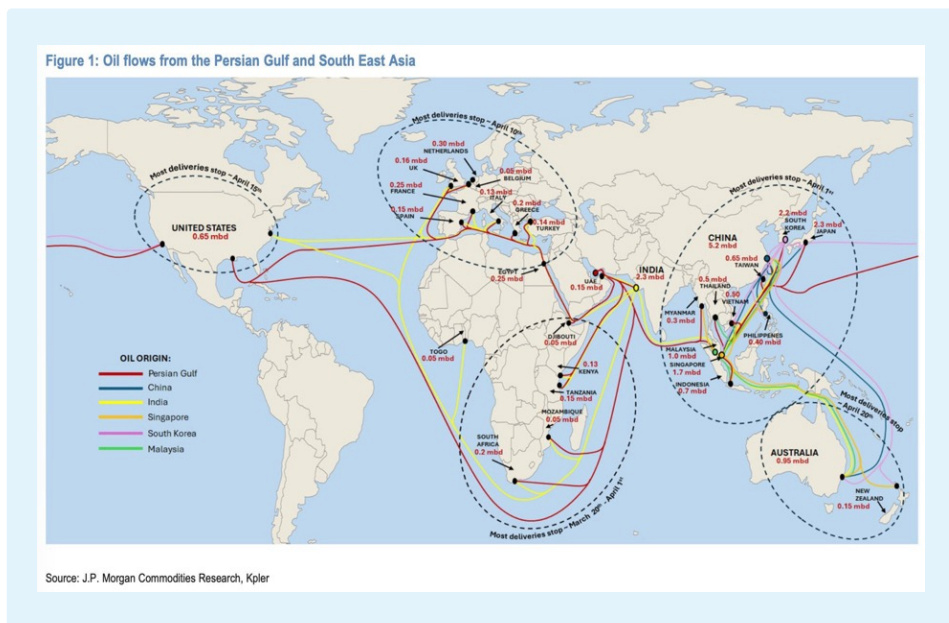 Figure 1: Oil flows from the Persian Gulf and South East Asia
Most deliveries stop – April 15th
UNITED STATES
0.65 mbd
Most deliveries stop – April 10th
0.30 mbd
NETHERLANDS
0.16 mbd
UK
0.05 mbd
BELGIUM
0.25 mbd
FRANCE
0.13 mbd
ITALY
0.15 mbd
SPAIN
0.2 mbd
GREECE
0.14 mbd
TURKEY
EGYPT
0.25 mbd
UAE
0.15 mbd
INDIA
2.3 mbd
DJIBOUTI
0.05 mbd
TOGO
0.05 mbd
0.13
KENYA
TANZANIA
0.15 mbd
MOZAMBIQUE
0.05 mbd
SOUTH
AFRICA
0.2 mbd
Most deliveries stop – March 20th - April 1st
Most deliveries stop – April 1st
CHINA
5.2 mbd
2.2 mbd
SOUTH
KOREA
2.3 mbd
JAPAN
0.65 mbd
TAIWAN
0.5 mbd
THAILAND
0.50
VIETNAM
MYANMAR
0.3 mbd
PHILIPPENES
0.40 mbd
MALAYSIA
1.0 mbd
SINGAPORE
1.7 mbd
INDONESIA
0.7 mbd
Most deliveries stop
– April 20th
AUSTRALIA
0.95 mbd
NEW
ZEALAND
0.15 mbd
OIL ORIGIN:
Persian Gulf
China
India
Singapore
South Korea
Malaysia
Source: J.P. Morgan Commodities Research, Kpler